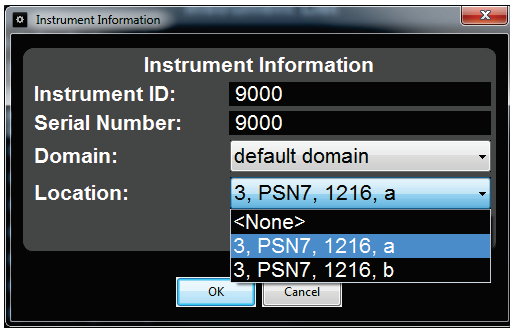 Instrument Information
Instrument Information
Instrument ID: 9000
Serial Number: 9000
Domain: default domain
Location: 3, PSN7, 1216, a
<None>
3, PSN7, 1216, a
3, PSN7, 1216, b
OK Cancel